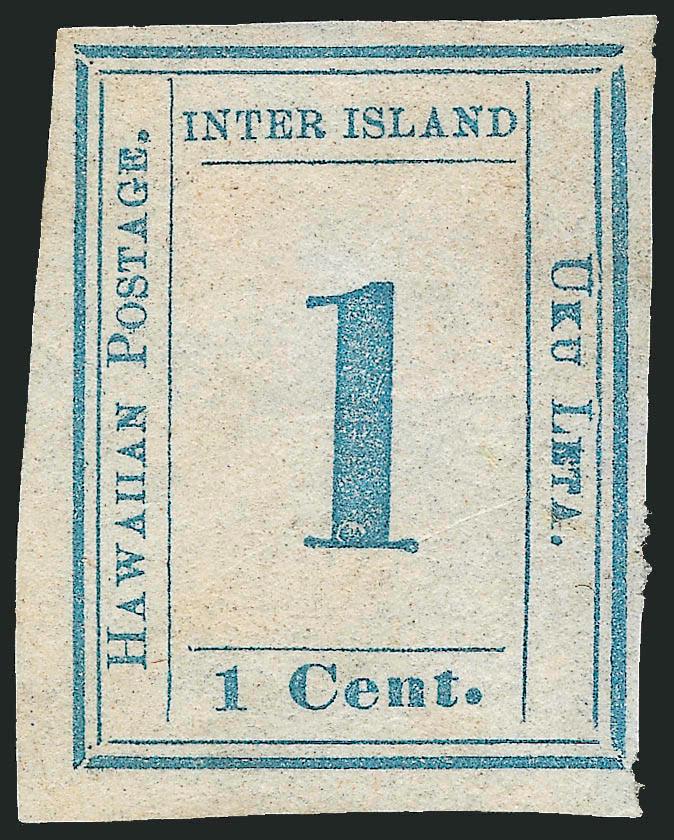 INTER ISLAND
HAWAIIAN POSTAGE.
1
UKU LETA.
1 Cent.